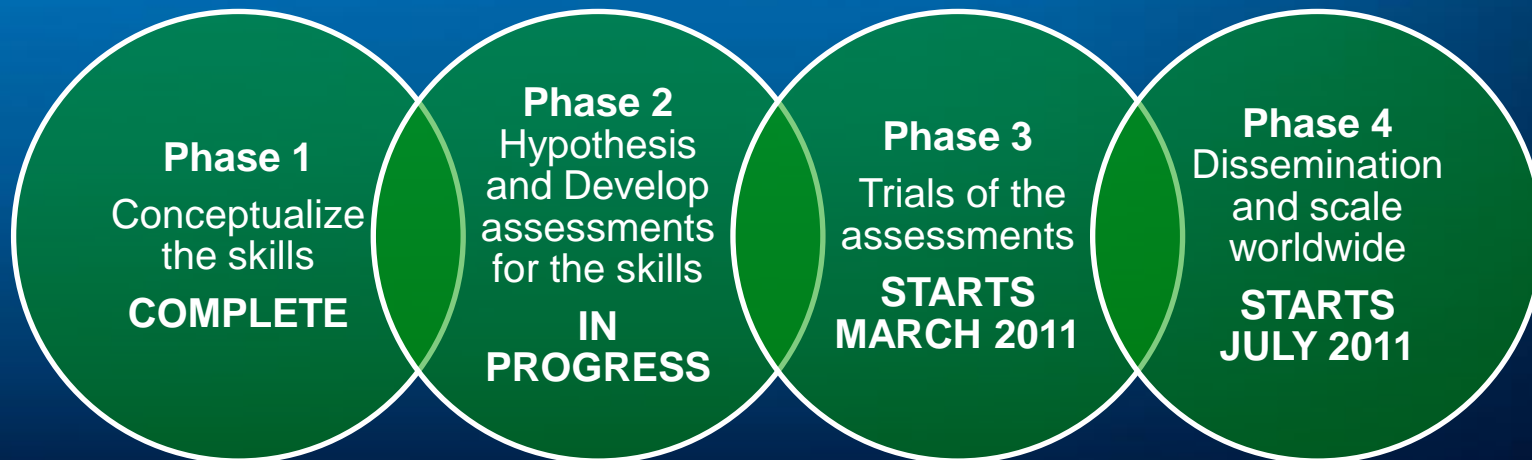 Phase 1
Conceptualize
the skills
COMPLETE
Phase 2
Hypothesis
and Develop
assessments
for the skills
IN
PROGRESS
Phase 3
Trials of the
assessments
STARTS
MARCH 2011
Phase 4
Dissemination
and scale
worldwide
STARTS
JULY 2011